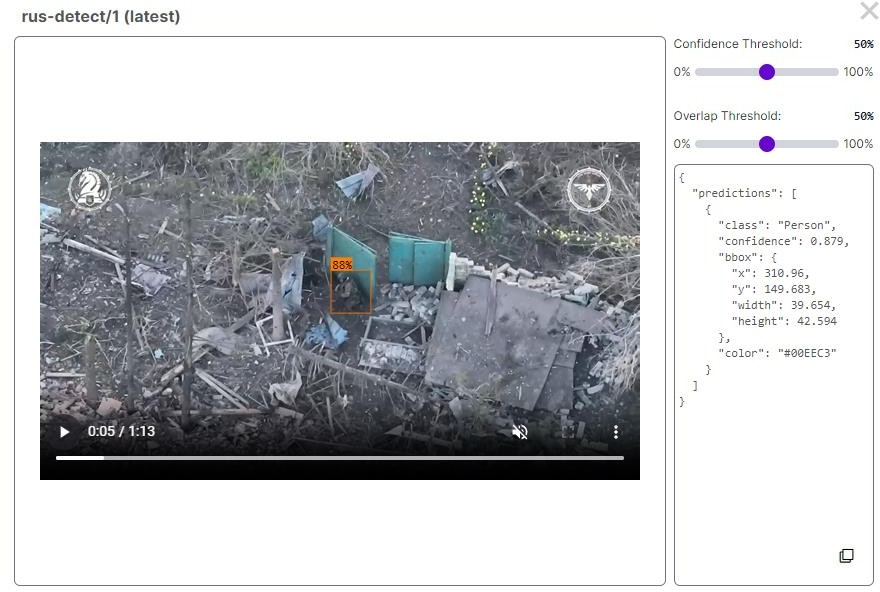 rus-detect/1 (latest)
Confidence Threshold: 50%
0% 100%
Overlap Threshold: 50%
0% 100%
{
"predictions": [
{
"class": "Person",
"confidence": 0.879,
"bbox": {
"x": 310.96,
"y": 149.683,
"width": 39.654,
"height": 42.594
},
"color": "#00EEC3"
}
]
}
88%
0:05 / 1:13